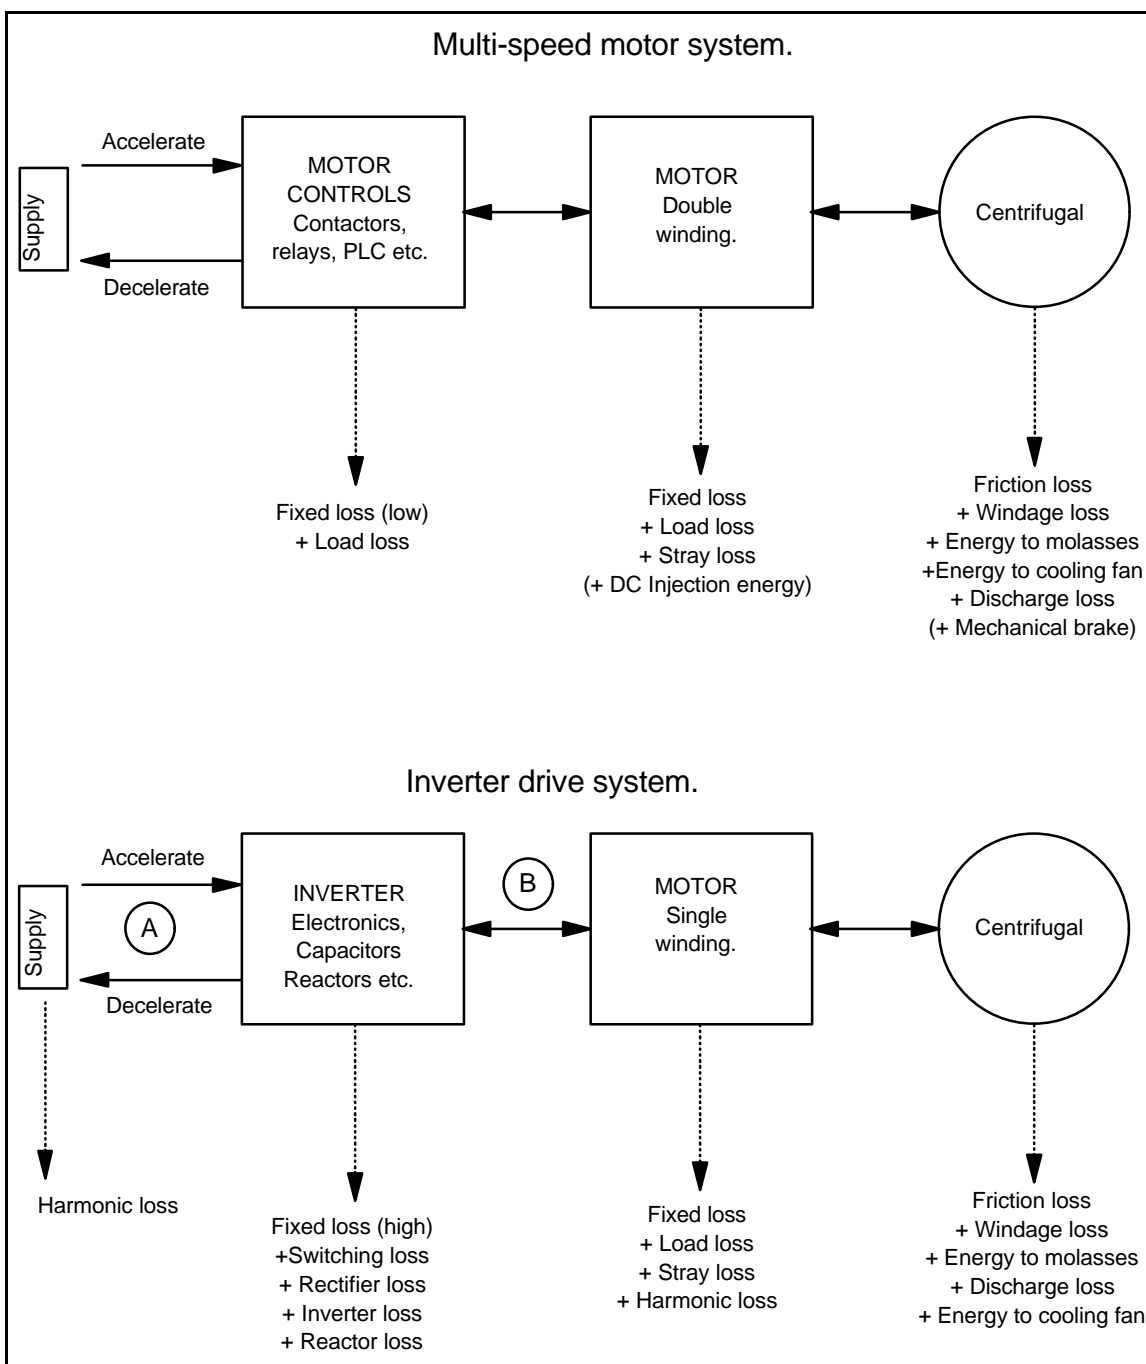 Multi-speed motor system.
Accelerate
Supply
Decelerate
MOTOR
CONTROLS
Contactors,
relays, PLC etc.
MOTOR
Double
winding.
Centrifugal
Fixed loss (low)
+ Load loss
Fixed loss
+ Load loss
+ Stray loss
(+ DC Injection energy)
Friction loss
+ Windage loss
+ Energy to molasses
+Energy to cooling fan
+ Discharge loss
(+ Mechanical brake)
Inverter drive system.
Accelerate
Supply
A
Decelerate
INVERTER
Electronics,
Capacitors
Reactors etc.
B
MOTOR
Single
winding.
Centrifugal
Harmonic loss
Fixed loss (high)
+Switching loss
+ Rectifier loss
+ Inverter loss
+ Reactor loss
Fixed loss
+ Load loss
+ Stray loss
+ Harmonic loss
Friction loss
+ Windage loss
+ Energy to molasses
+ Discharge loss
+ Energy to cooling fan